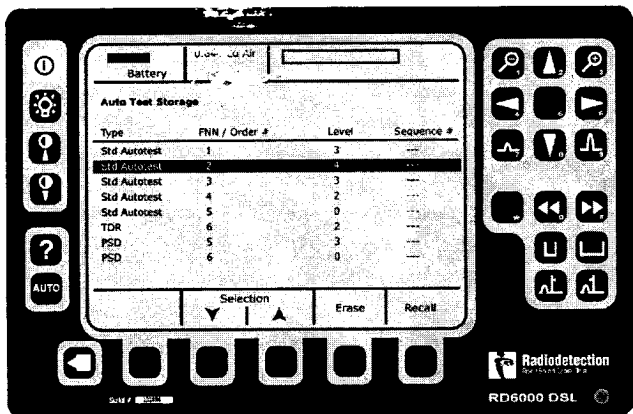 Battery
Auto Test Storage
Type FNN / Order # Level Sequence #
Std Autotest 1 3 ---
Std Autotest 2 4 ---
Std Autotest 3 3 ---
Std Autotest 4 2 ---
Std Autotest 5 0 ---
TDR 6 2 ---
PSD 5 3 ---
PSD 6 0 ---
Selection Erase Recall
?
AUTO
Radiodetection
RD6000 DSL